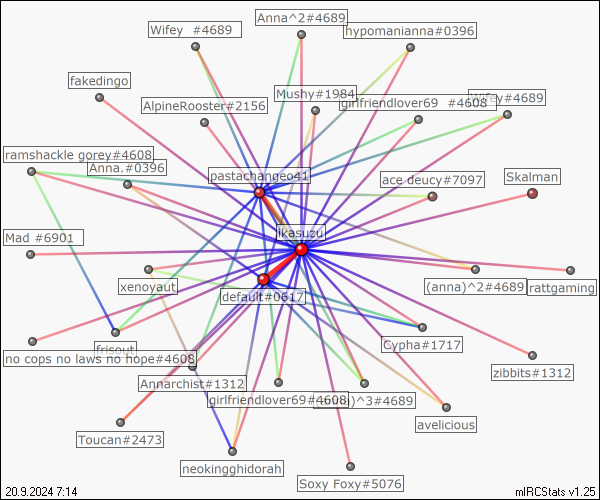 Anna^2#4689
Wifey #4689
hypomanianna#0396
fakedingo
Mushy#1984
Wifey#4689
AlpineRooster#2156
girlfriendlover69 #4608
ramshackle gorey#4608
Anna.#0396
pastachangeo41
ace deucy#7097
Skalman
ikasuzu
Mad #6901
xenoyaut
(anna)^2#4689
rattgaming
default#0617
Cypha#1717
frisout
no cops no laws no hope#4608
zibbits#1312
Annarchist#1312
girlfriendlover69#4608
)^3#4689
avelicious
Toucan#2473
neokingghidorah
Soxy Foxy#5076
20.9.2024 7:14
mIRCStats v1.25